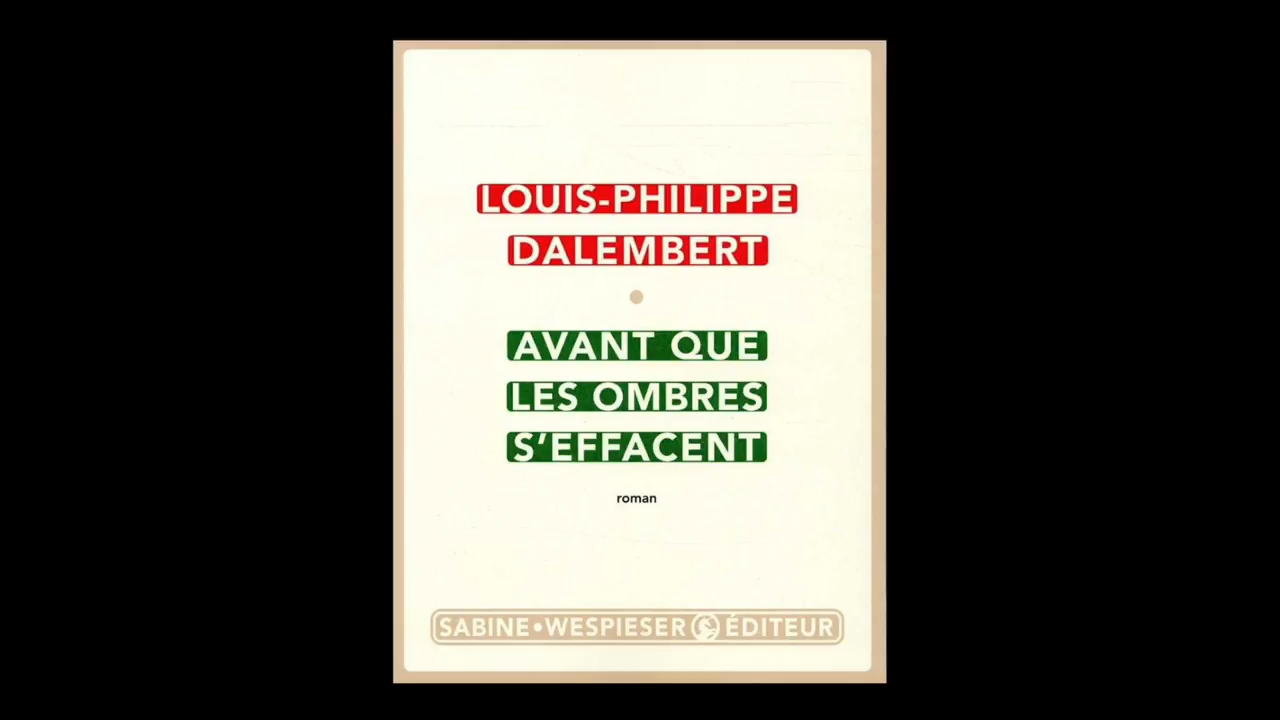 LOUIS-PHILIPPE
DALEMBERT
AVANT QUE
LES OMBRES
S'EFFACENT
roman
SABINE•WESPIESER ÉDITEUR